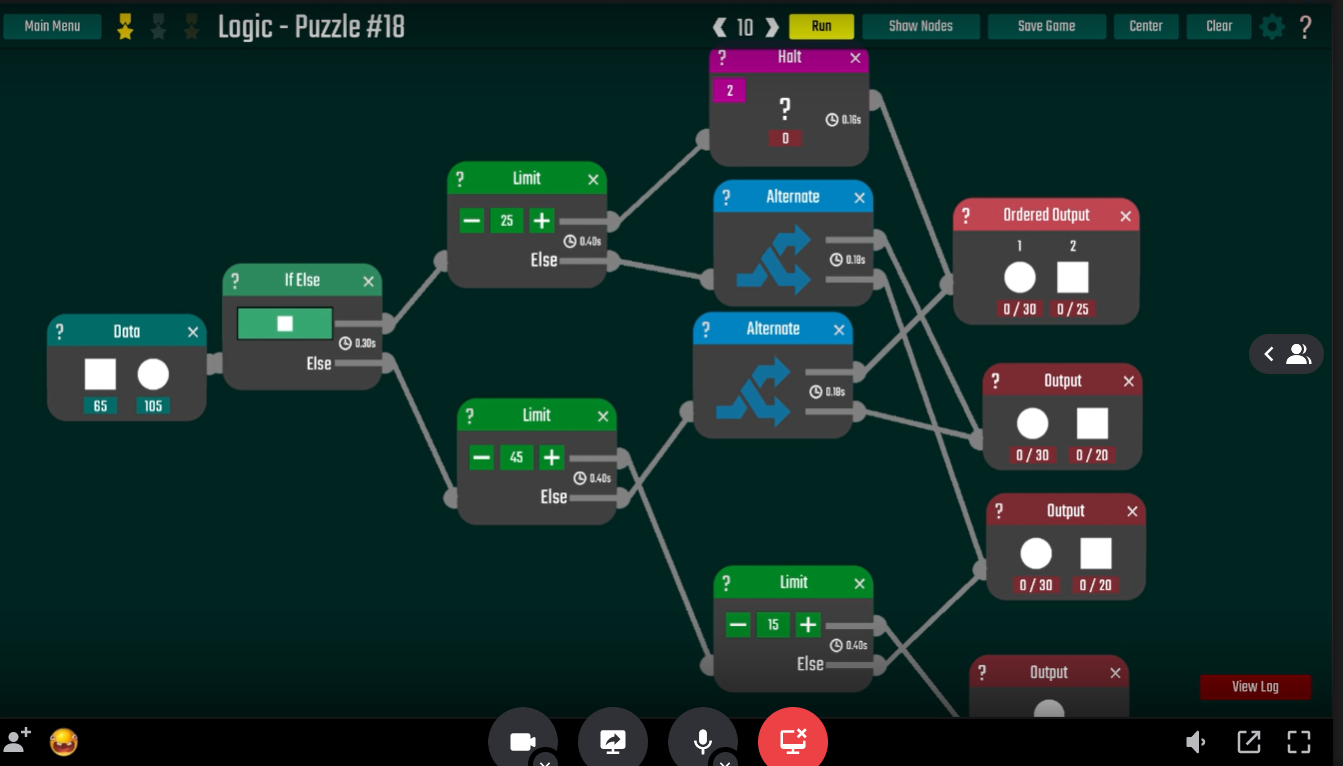 Main Menu
Logic - Puzzle #18
10
Run
Show Nodes
Save Game
Center
Clear
?
? Halt ×
2
?
0.16s
0
? Limit ×
25
0.40s
Else
? Alternate ×
0.18s
? Ordered Output ×
1 2
0 / 30 0 / 25
? If Else ×
0.30s
Else
? Data ×
65 105
? Alternate ×
0.18s
? Output ×
0 / 30 0 / 20
? Limit ×
45
0.40s
Else
? Output ×
0 / 30 0 / 20
? Limit ×
15
0.40s
Else
? Output ×
View Log